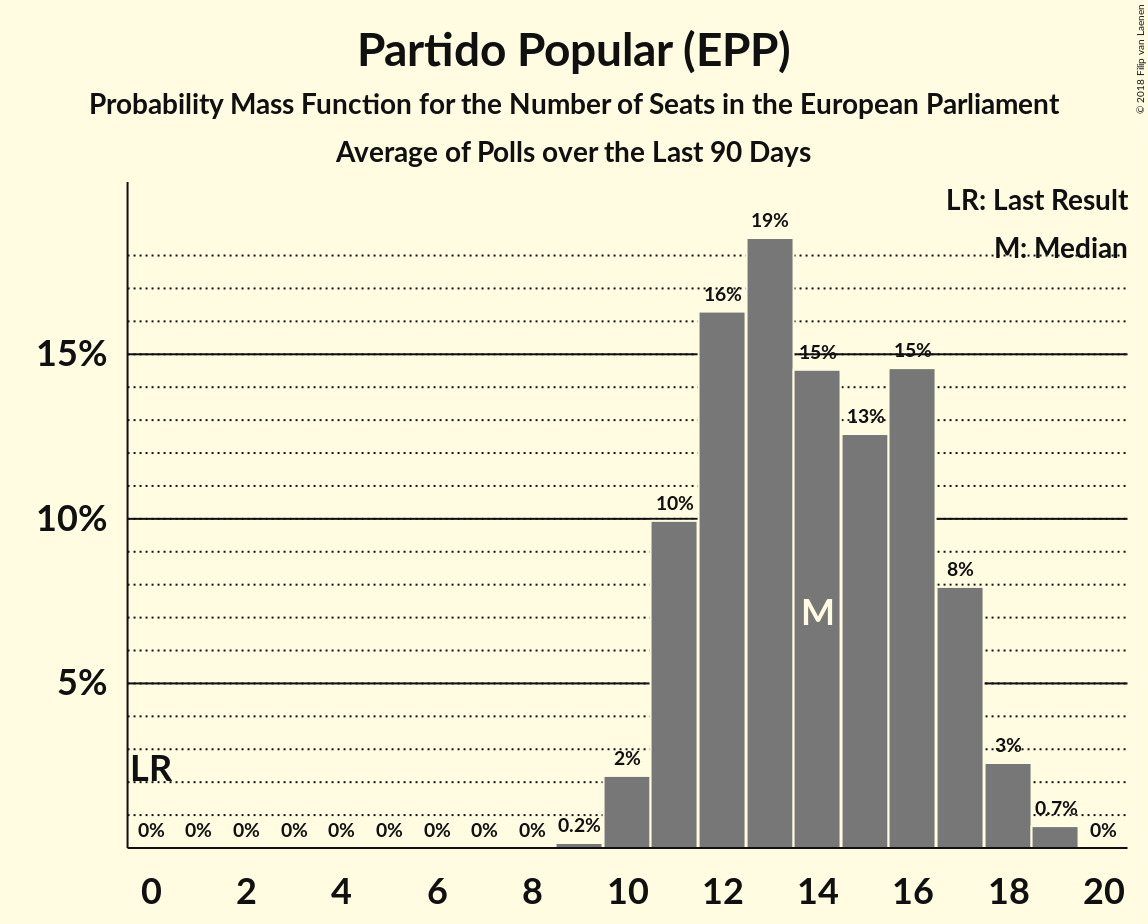 Partido Popular (EPP)
Probability Mass Function for the Number of Seats in the European Parliament
Average of Polls over the Last 90 Days
© 2018 Filip van Laenen
LR: Last Result
M: Median
19%
16%
15%
15%
15%
13%
10%
10%
8%
M
5%
3%
2%
LR
0.7%
0.2%
0% 0% 0% 0% 0% 0% 0% 0% 0% 0%
0 2 4 6 8 10 12 14 16 18 20